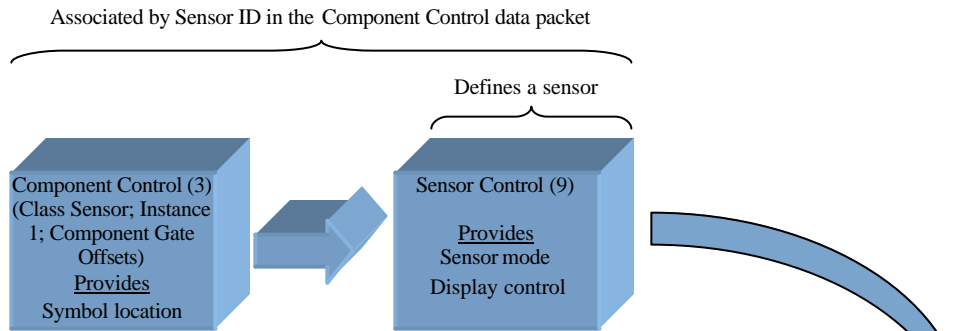 Associated by Sensor ID in the Component Control data packet
Defines a sensor
Component Control (3)
(Class Sensor; Instance
1; Component Gate
Offsets)
Provides
Symbol location
Sensor Control (9)
Provides
Sensor mode
Display control